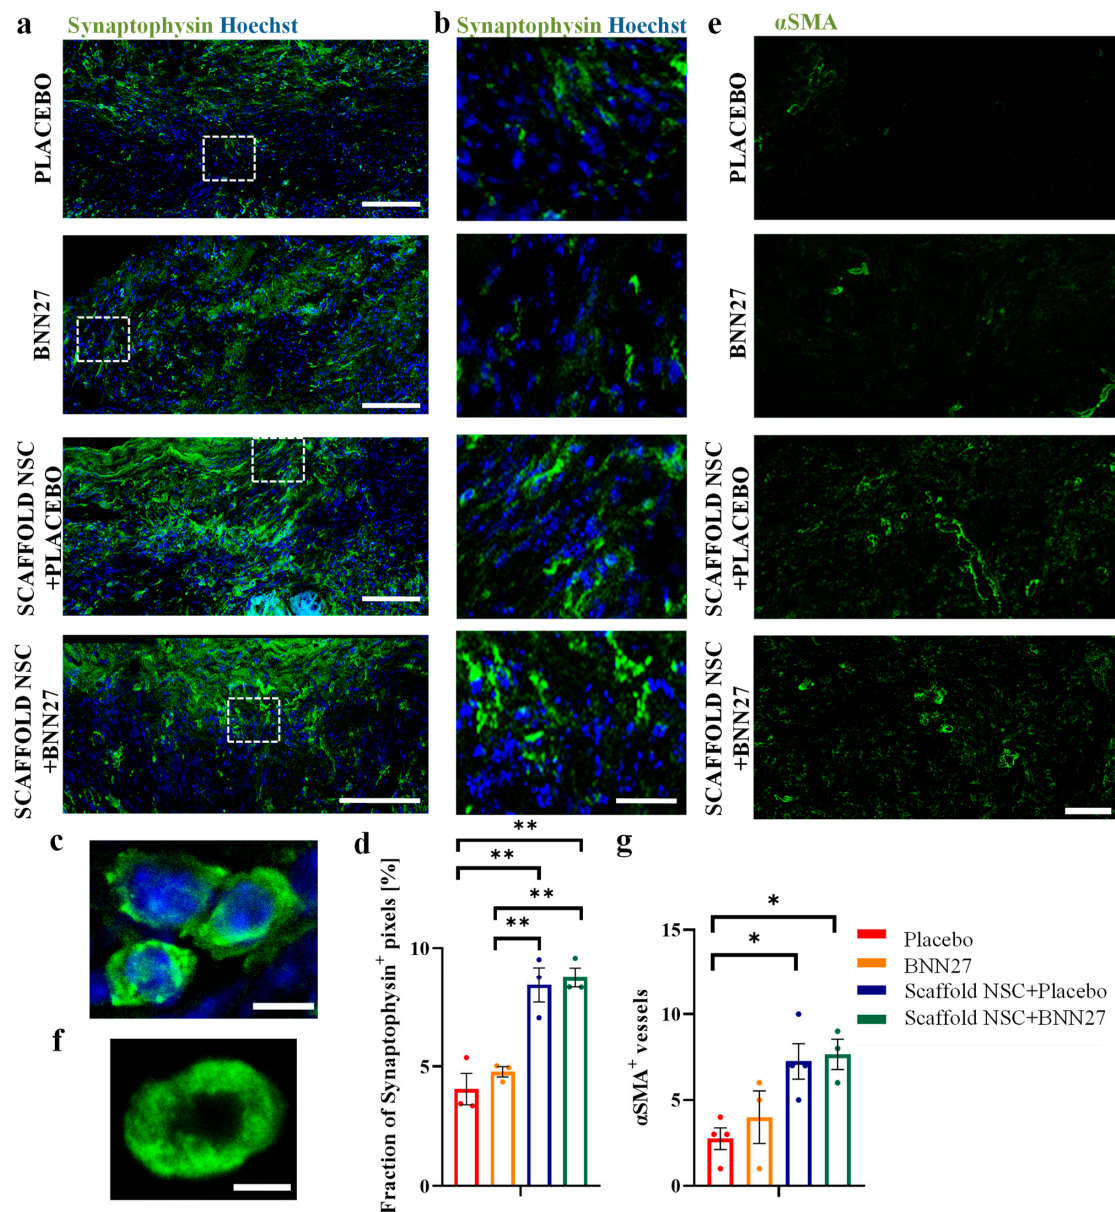 a
Synaptophysin Hoechst
b
Synaptophysin Hoechst
e
αSMA
PLACEBO
PLACEBO
BNN27
BNN27
SCAFFOLD NSC
+PLACEBO
SCAFFOLD NSC
+PLACEBO
SCAFFOLD NSC
+BNN27
SCAFFOLD NSC
+BNN27
c
f
d
Fraction of Synaptophysin⁺ pixels [%]
10
5
0
**
**
**
**
g
αSMA⁺ vessels
15
10
5
0
*
*
Placebo
BNN27
Scaffold NSC+Placebo
Scaffold NSC+BNN27